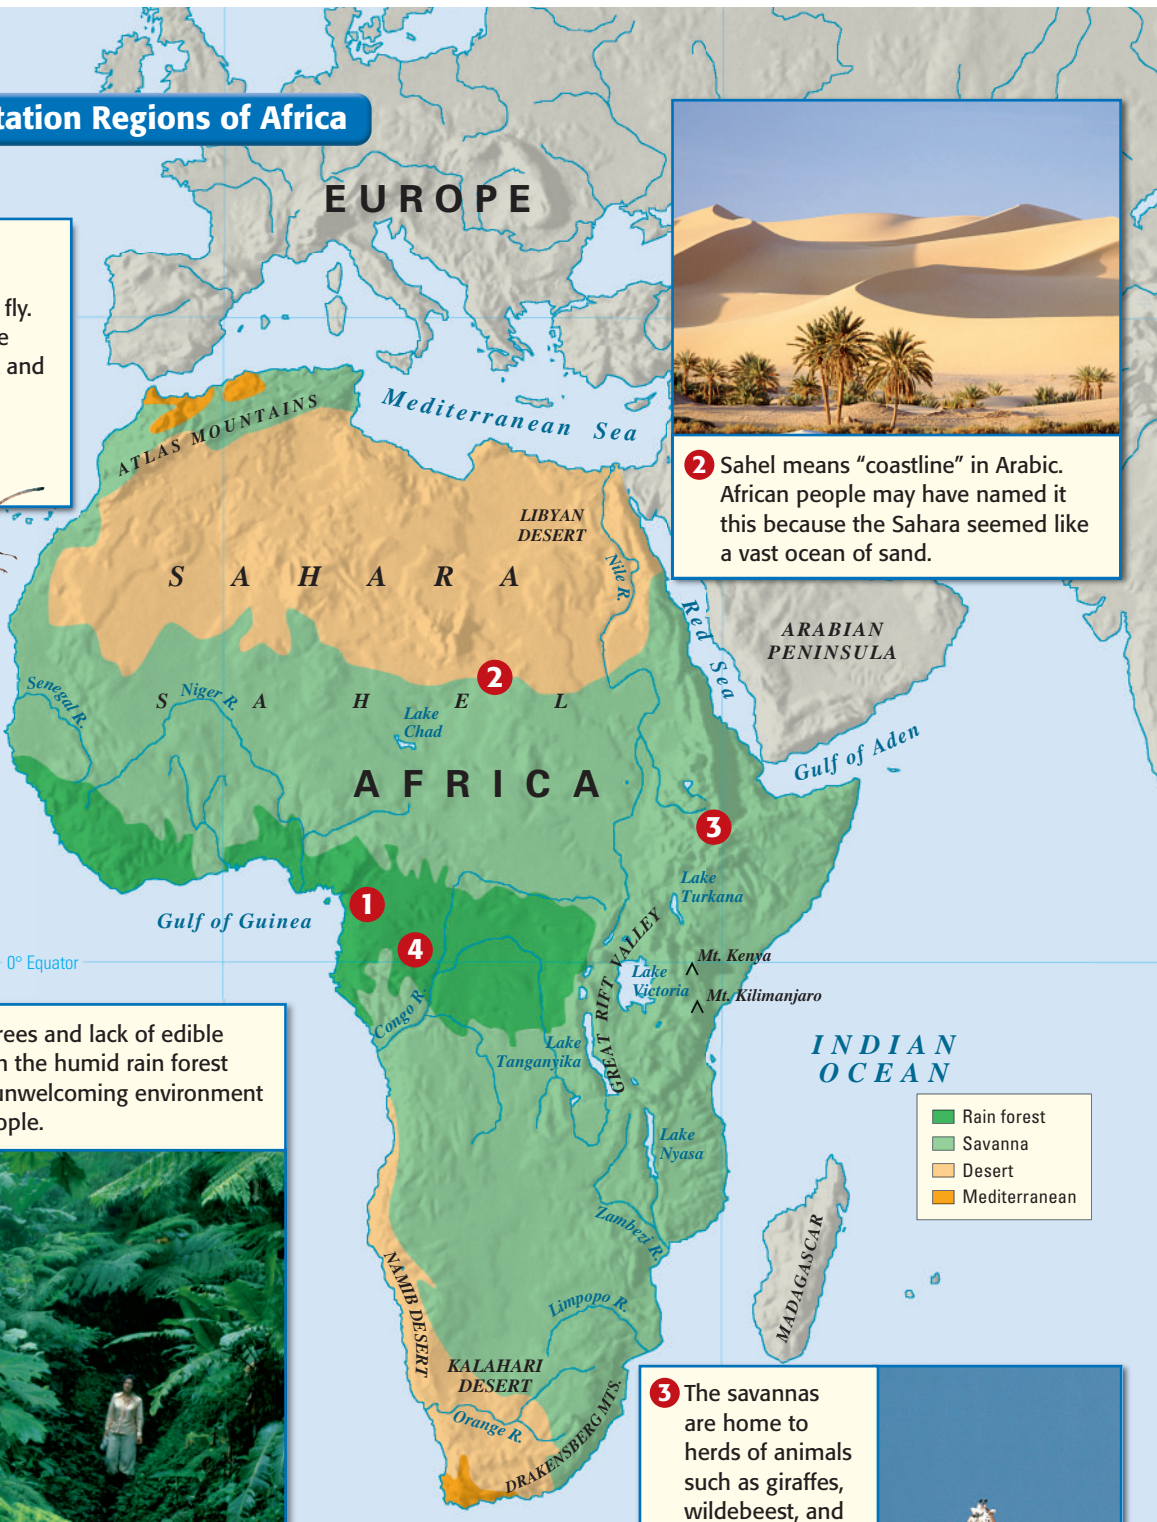 tation Regions of Africa
EUROPE
fly.
e
and
Mediterranean Sea
ATLAS MOUNTAINS
2 Sahel means “coastline” in Arabic.
African people may have named it
this because the Sahara seemed like
a vast ocean of sand.
LIBYAN
DESERT
SAHARA
Nile R.
Red Sea
ARABIAN
PENINSULA
2
Senegal R.
Niger R.
SAHEL
Lake
Chad
Gulf of Aden
AFRICA
3
Lake
Turkana
1
Gulf of Guinea
4
0° Equator
GREAT RIFT VALLEY
Mt. Kenya
Lake
Victoria
Mt. Kilimanjaro
Congo R.
rees and lack of edible
n the humid rain forest
unwelcoming environment
ople.
Lake
Tanganyika
INDIAN
OCEAN
Rain forest
Savanna
Desert
Mediterranean
Lake
Nyasa
Zambezi R.
MADAGASCAR
NAMIB DESERT
Limpopo R.
KALAHARI
DESERT
Orange R.
DRAKENSBERG MTS.
3 The savannas
are home to
herds of animals
such as giraffes,
wildebeest, and